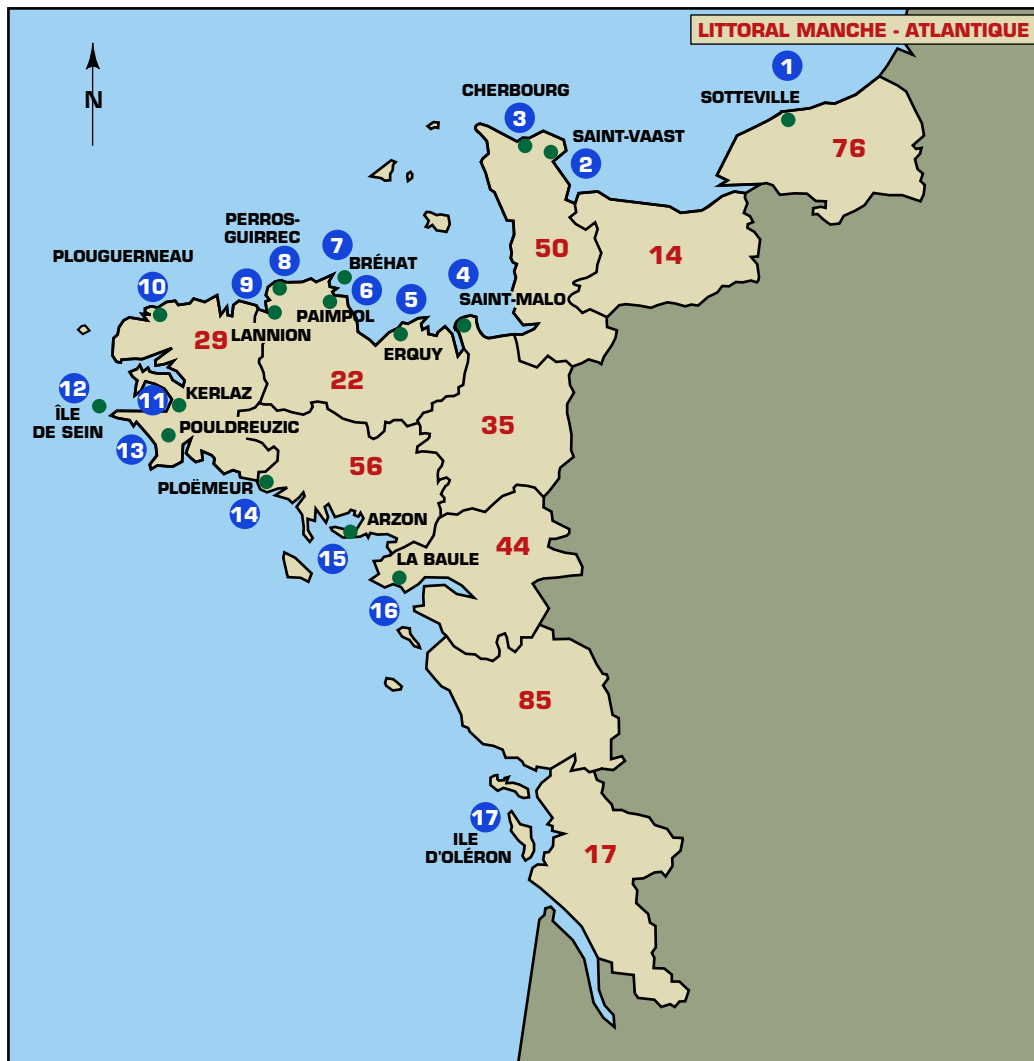 LITTORAL MANCHE - ATLANTIQUE
N
1
SOTTEVILLE
76
CHERBOURG
3
SAINT-VAAST
2
50
14
PERROS-
GUIRREC
8
7
BRÉHAT
6
PAIMPOL
5
ERQUY
4
SAINT-MALO
PLOUGUERNEAU
10
9
LANNION
29
22
35
12
ÎLE
DE SEIN
11
KERLAZ
POULDREUZIC
13
56
PLOËMEUR
14
ARZON
15
44
LA BAULE
16
85
17
ILE
D'OLÉRON
17